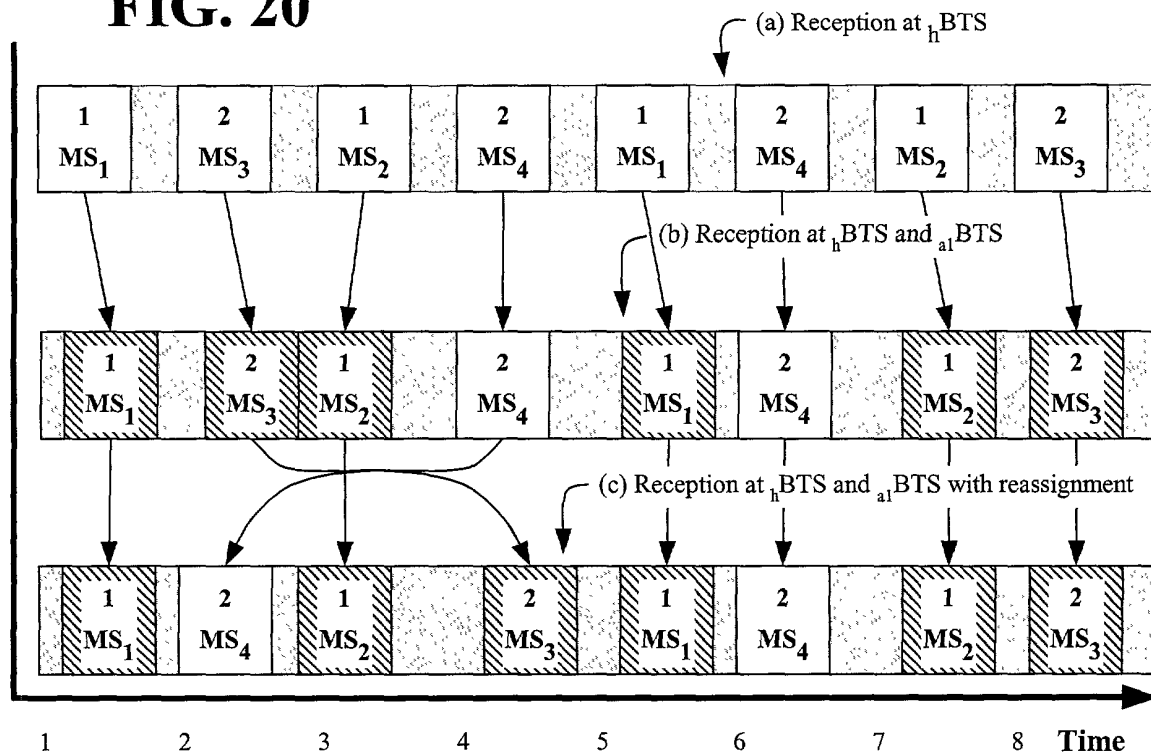 FIG. 20
(a) Reception at hBTS
1 2 1 2 1 2 1 2
MS1 MS3 MS2 MS4 MS1 MS4 MS2 MS3
(b) Reception at hBTS and a1BTS
1 2 1 2 1 2 1 2
MS1 MS3 MS2 MS4 MS1 MS4 MS2 MS3
(c) Reception at hBTS and a1BTS with reassignment
1 2 1 2 1 2 1 2
MS1 MS4 MS2 MS3 MS1 MS4 MS2 MS3
1 2 3 4 5 6 7 8 Time